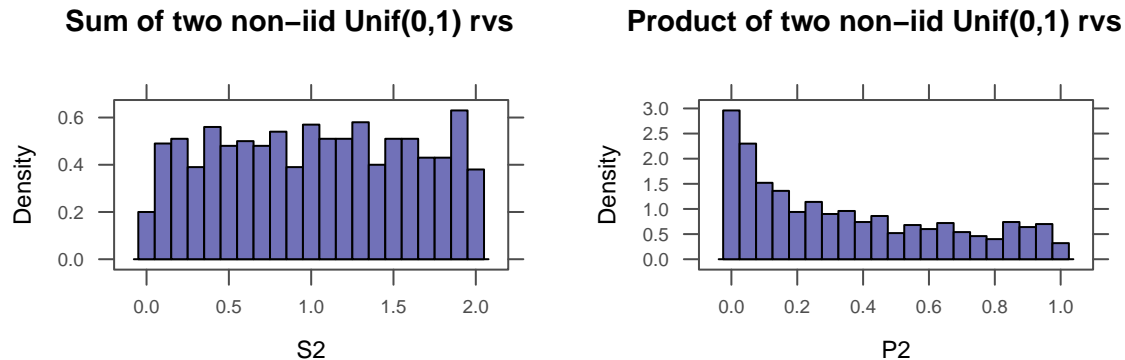 Sum of two non−iid Unif(0,1) rvs
Density
0.6
0.4
0.2
0.0
0.0 0.5 1.0 1.5 2.0
S2
Product of two non−iid Unif(0,1) rvs
Density
3.0
2.5
2.0
1.5
1.0
0.5
0.0
0.0 0.2 0.4 0.6 0.8 1.0
P2